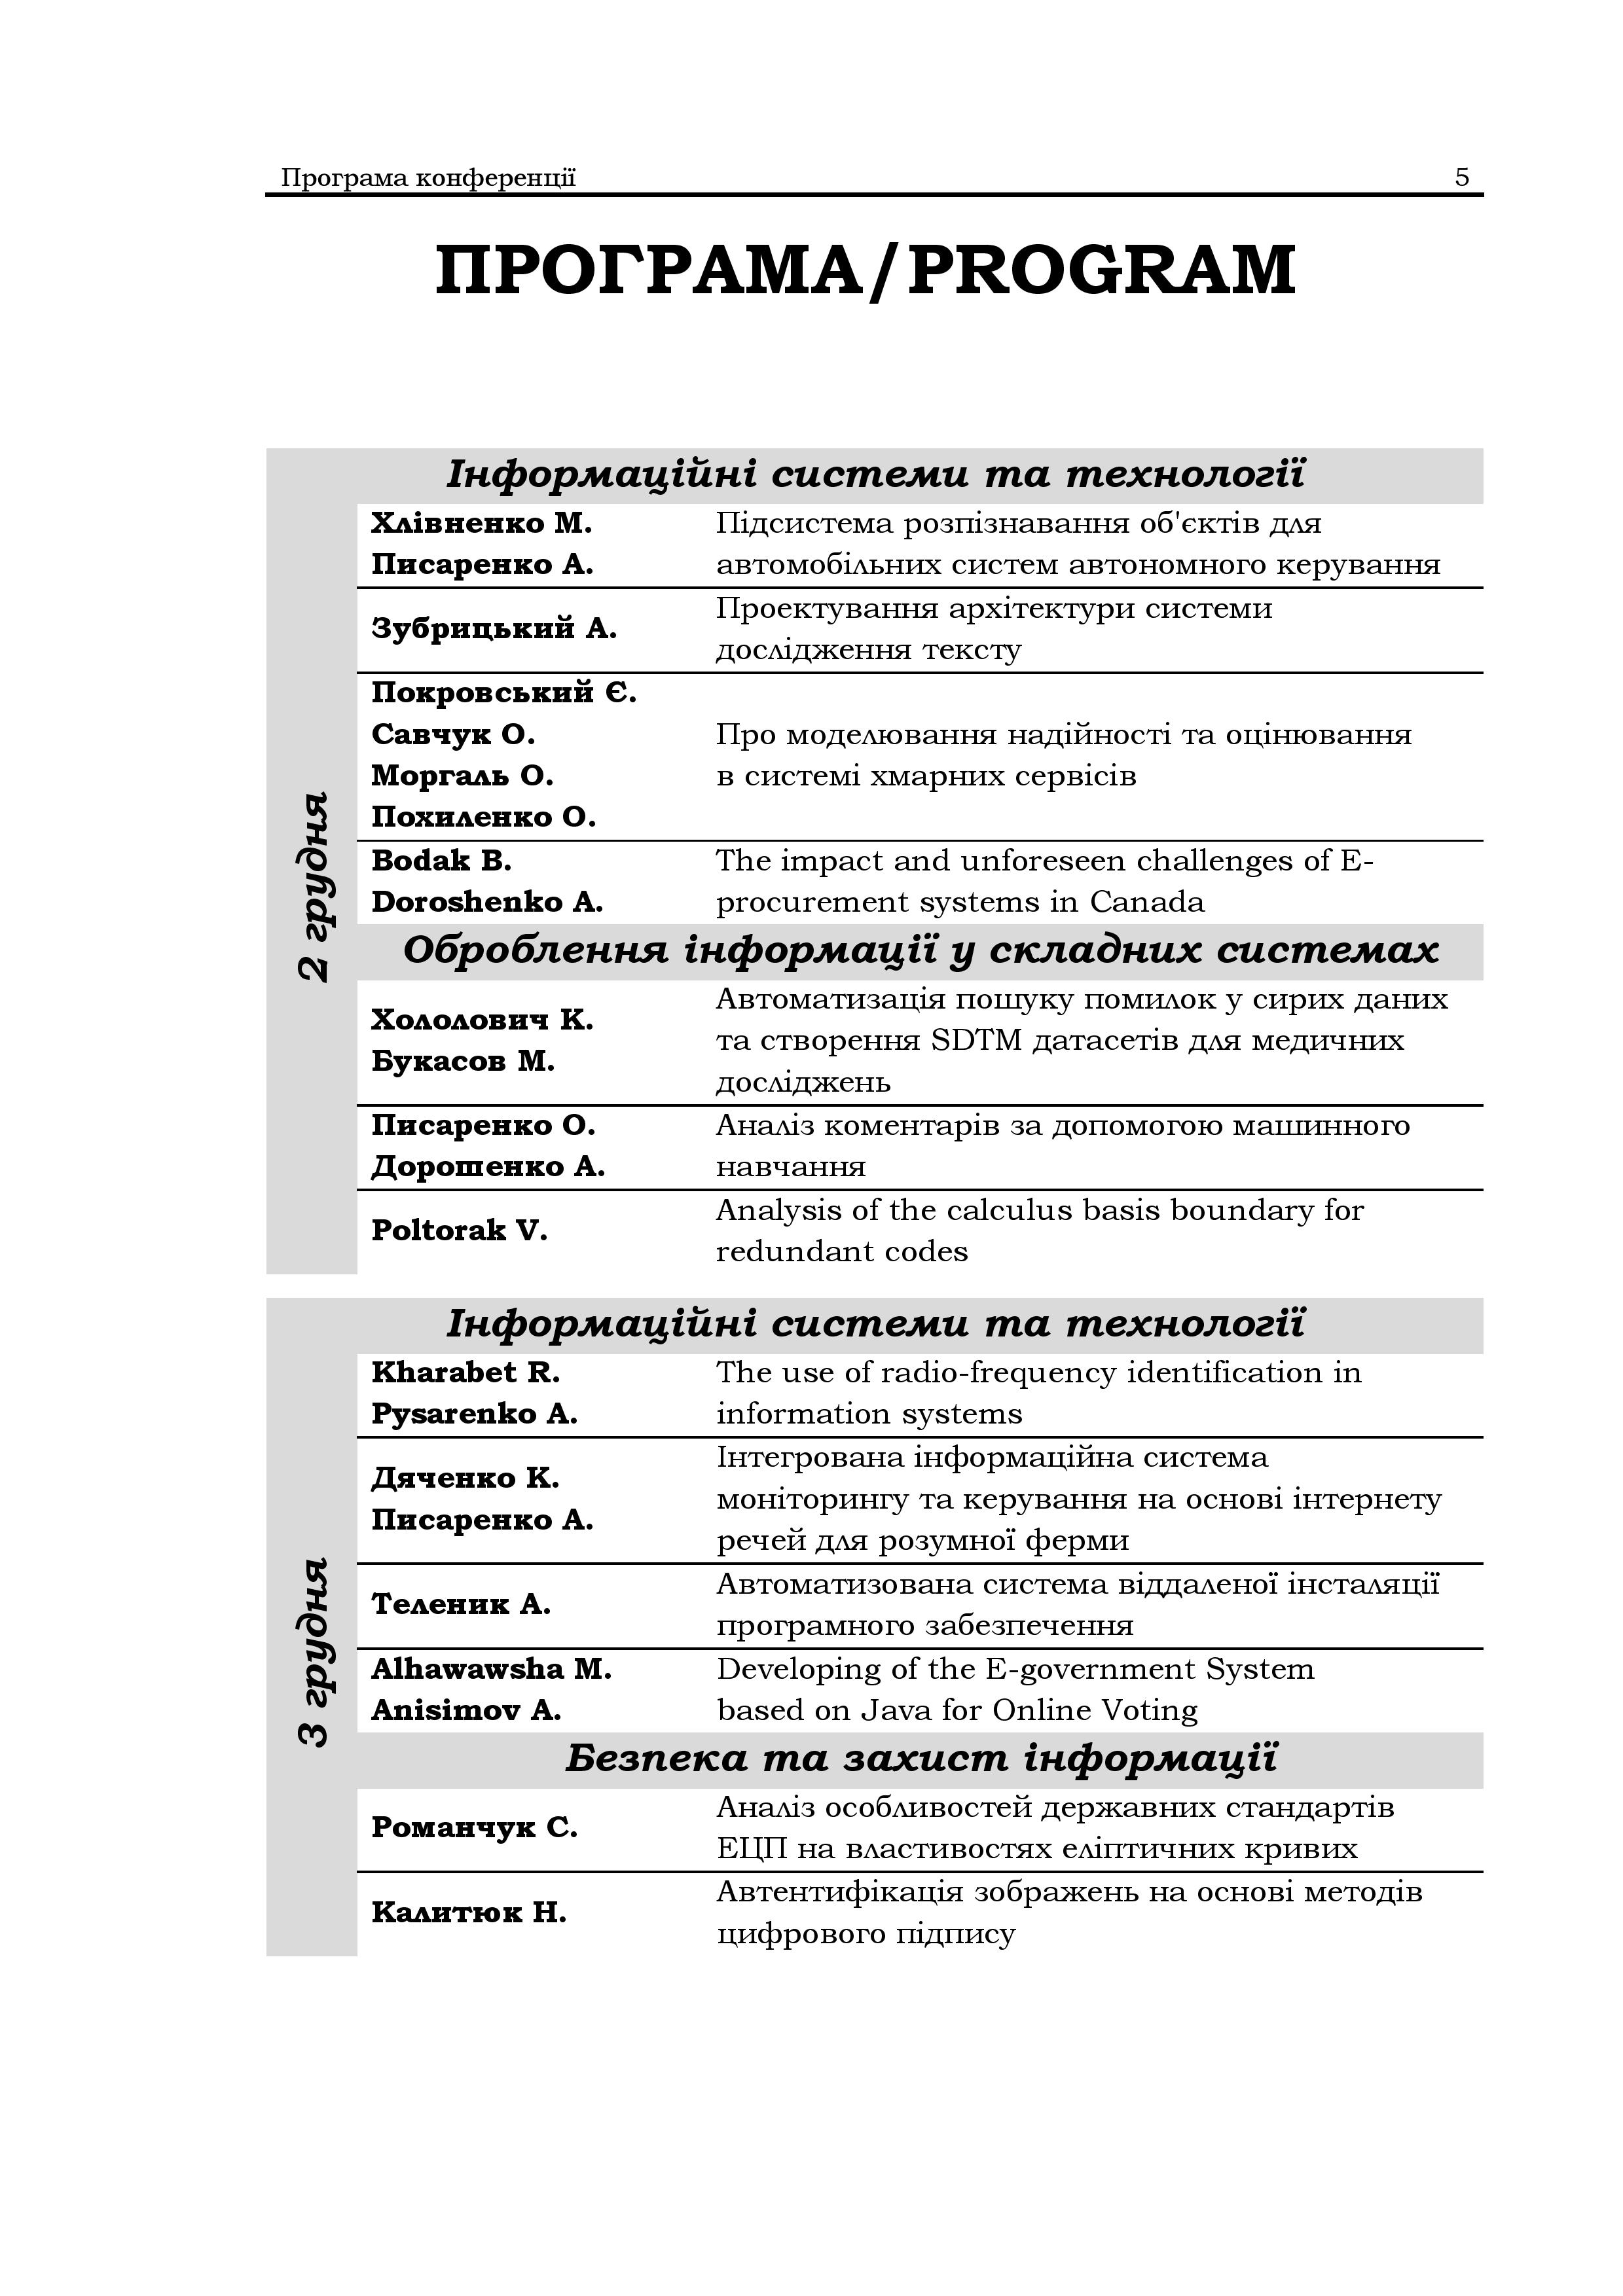 Програма конференції 5
ПРОГРАМА/PROGRAM
2 грудня
Інформаційні системи та технології
Хлівненко М.
Писаренко А.
Підсистема розпізнавання об'єктів для
автомобільних систем автономного керування
Зубрицький А.
Проектування архітектури системи
дослідження тексту
Покровський Є.
Савчук О.
Моргаль О.
Похиленко О.
Про моделювання надійності та оцінювання
в системі хмарних сервісів
Bodak B.
Doroshenko A.
The impact and unforeseen challenges of E-
procurement systems in Canada
Оброблення інформації у складних системах
Хололович К.
Букасов М.
Автоматизація пошуку помилок у сирих даних
та створення SDTM датасетів для медичних
досліджень
Писаренко О.
Дорошенко А.
Аналіз коментарів за допомогою машинного
навчання
Poltorak V.
Analysis of the calculus basis boundary for
redundant codes
3 грудня
Інформаційні системи та технології
Kharabet R.
Pysarenko A.
The use of radio-frequency identification in
information systems
Дяченко К.
Писаренко А.
Інтегрована інформаційна система
моніторингу та керування на основі інтернету
речей для розумної ферми
Теленик А.
Автоматизована система віддаленої інсталяції
програмного забезпечення
Alhawawsha M.
Anisimov A.
Developing of the E-government System
based on Java for Online Voting
Безпека та захист інформації
Романчук С.
Аналіз особливостей державних стандартів
ЕЦП на властивостях еліптичних кривих
Калитюк Н.
Автентифікація зображень на основі методів
цифрового підпису